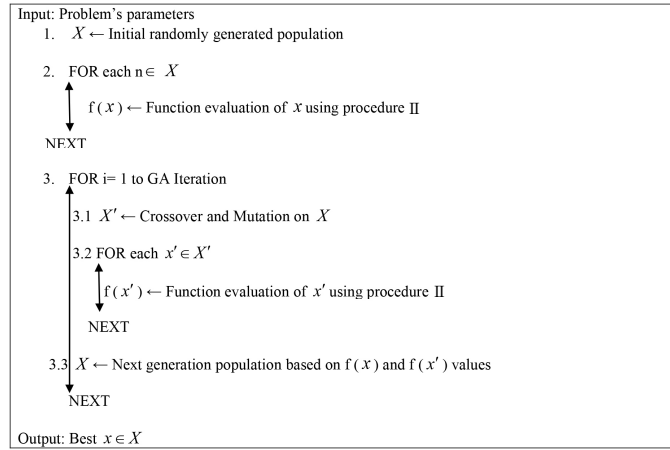 Input: Problem's parameters
1. X ← Initial randomly generated population
2. FOR each n ∈ X
f ( x ) ← Function evaluation of x using procedure II
NEXT
3. FOR i= 1 to GA Iteration
3.1 X′ ← Crossover and Mutation on X
3.2 FOR each x′ ∈ X′
f ( x′ ) ← Function evaluation of x′ using procedure II
NEXT
3.3 X ← Next generation population based on f ( x ) and f ( x′ ) values
NEXT
Output: Best x ∈ X